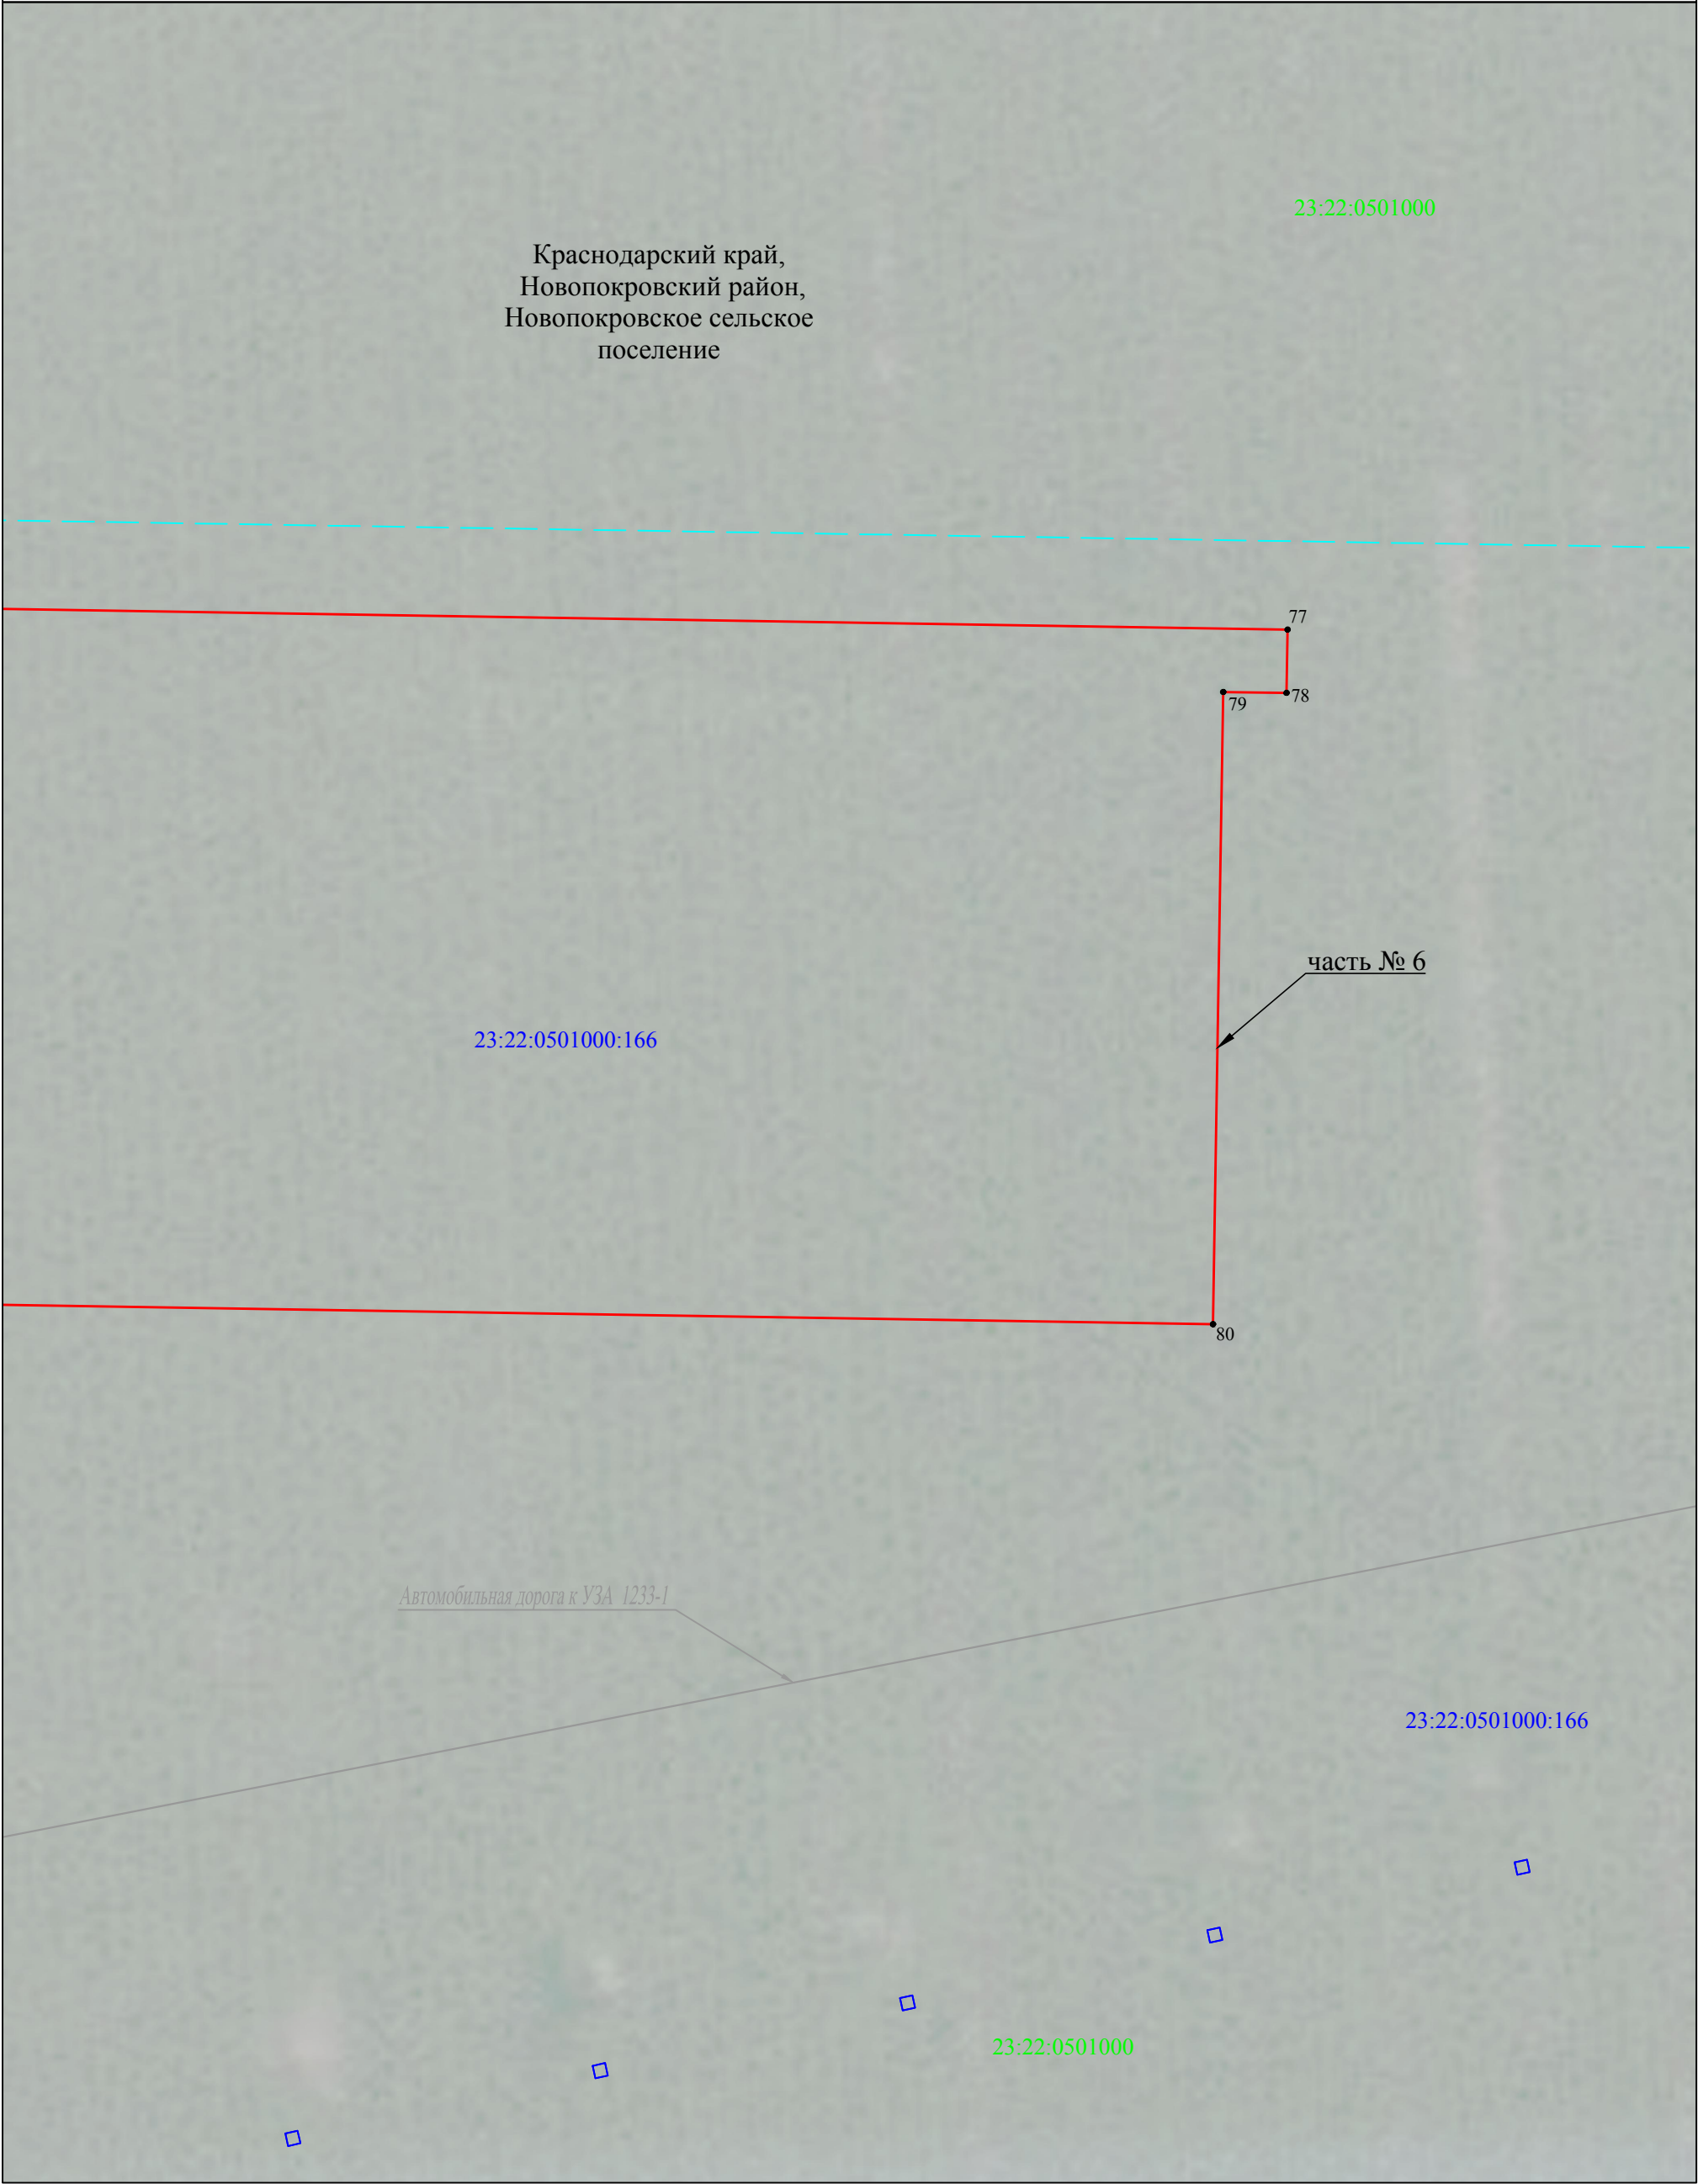 23:22:0501000
Краснодарский край,
Новопокровский район,
Новопокровское сельское
поселение
77
79
78
часть № 6
23:22:0501000:166
80
Автомобильная дорога к УЗА 1233-1
23:22:0501000:166
23:22:0501000